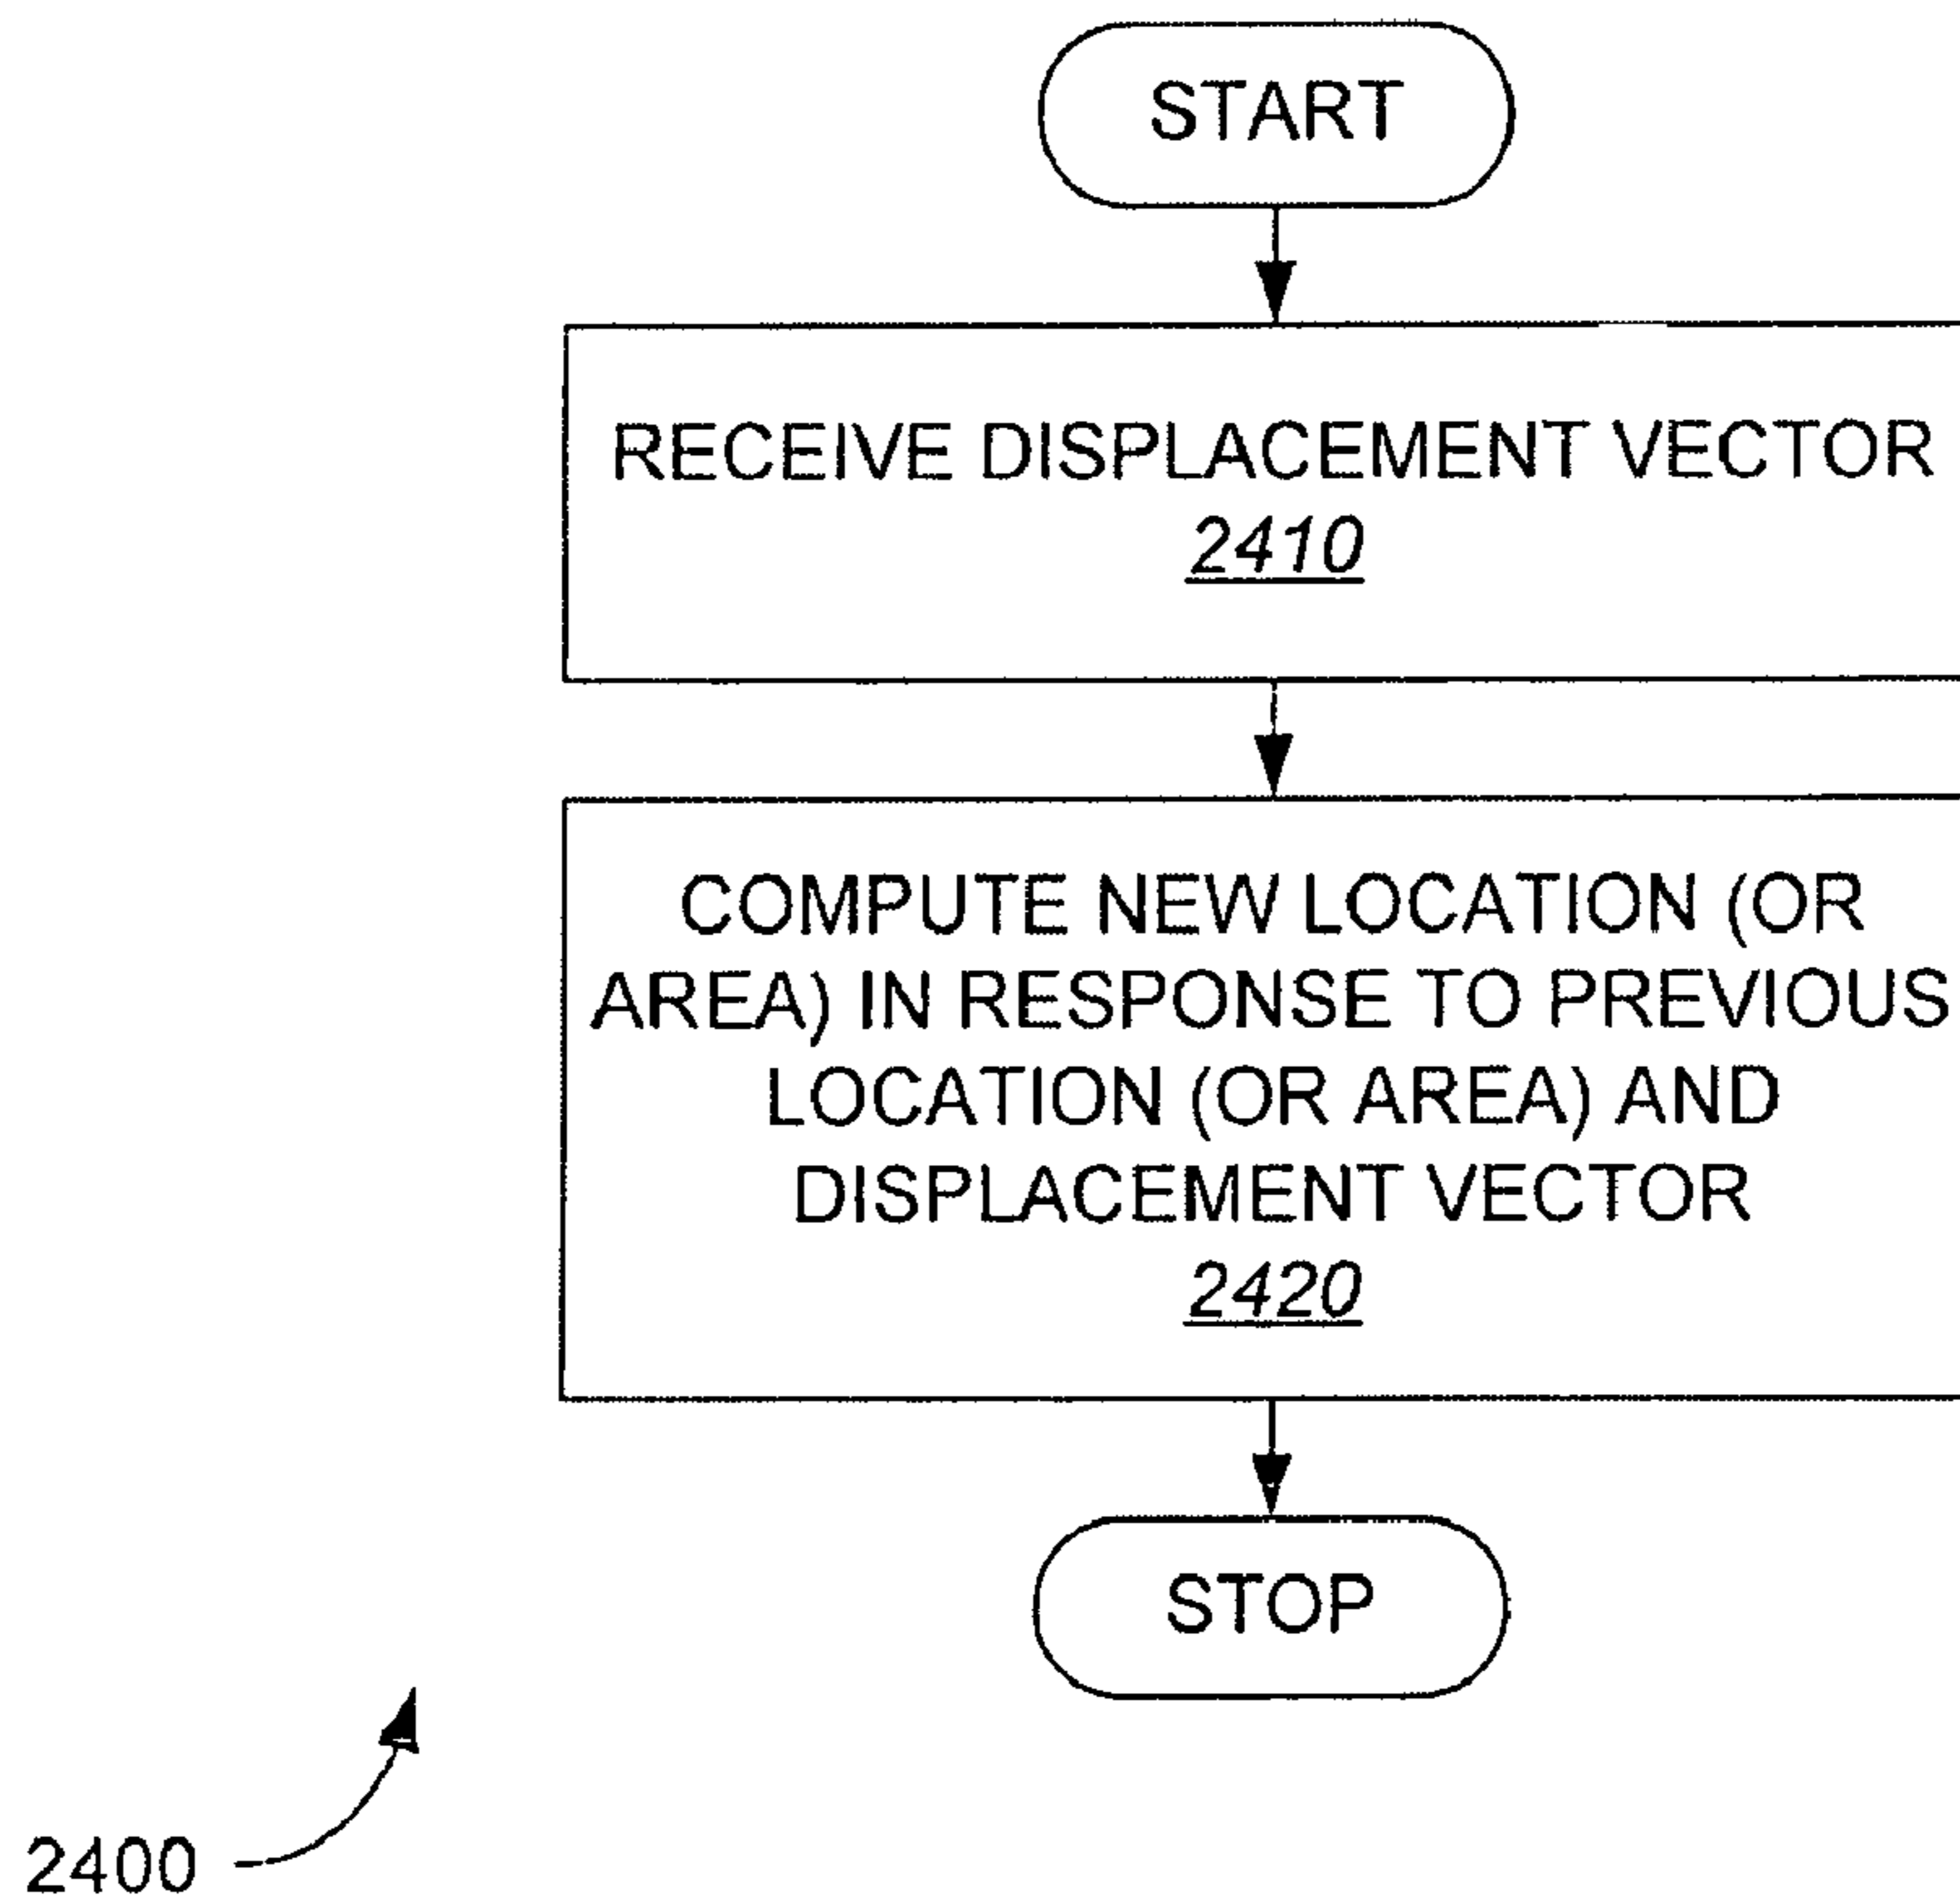 START
RECEIVE DISPLACEMENT VECTOR
2410
COMPUTE NEW LOCATION (OR
AREA) IN RESPONSE TO PREVIOUS
LOCATION (OR AREA) AND
DISPLACEMENT VECTOR
2420
STOP
2400